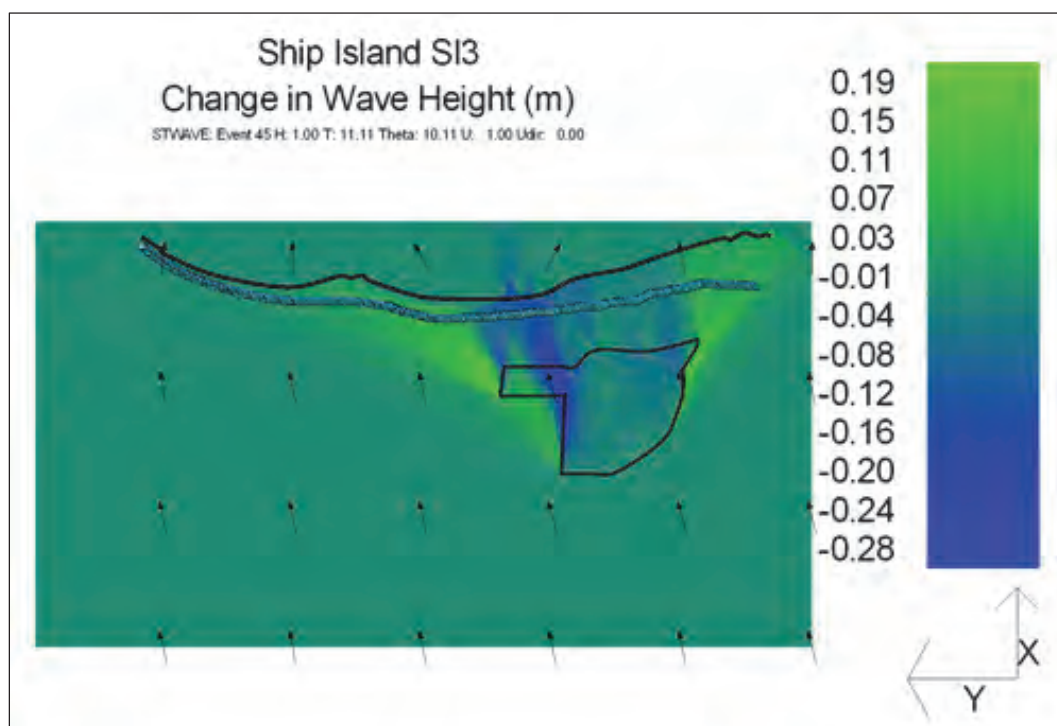 Ship Island SI3
Change in Wave Height (m)
STWAVE: Event 45 H: 1.00 T: 11.11 Theta: 10.11 U: 1.00 Udir: 0.00
0.19
0.15
0.11
0.07
0.03
-0.01
-0.04
-0.08
-0.12
-0.16
-0.20
-0.24
-0.28
X
Y